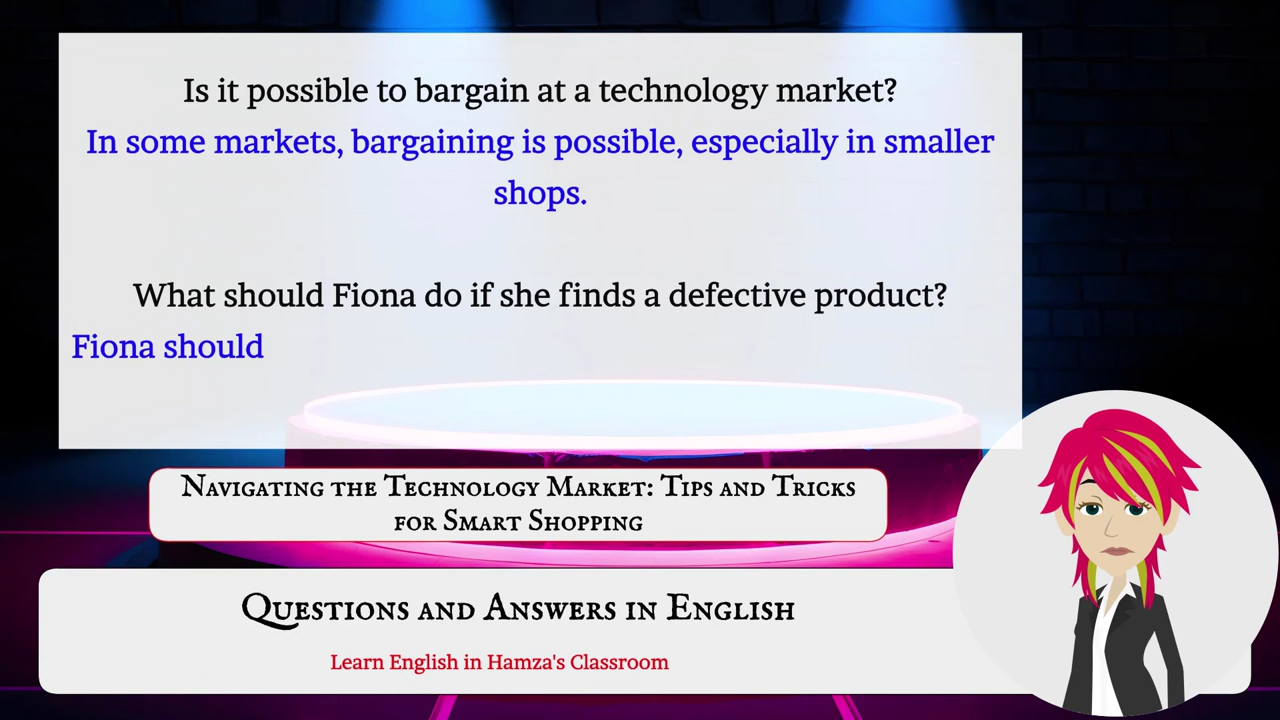 Is it possible to bargain at a technology market?
In some markets, bargaining is possible, especially in smaller
shops.
What should Fiona do if she finds a defective product?
Fiona should
Navigating the Technology Market: Tips and Tricks
for Smart Shopping
Questions and Answers in English
Learn English in Hamza's Classroom